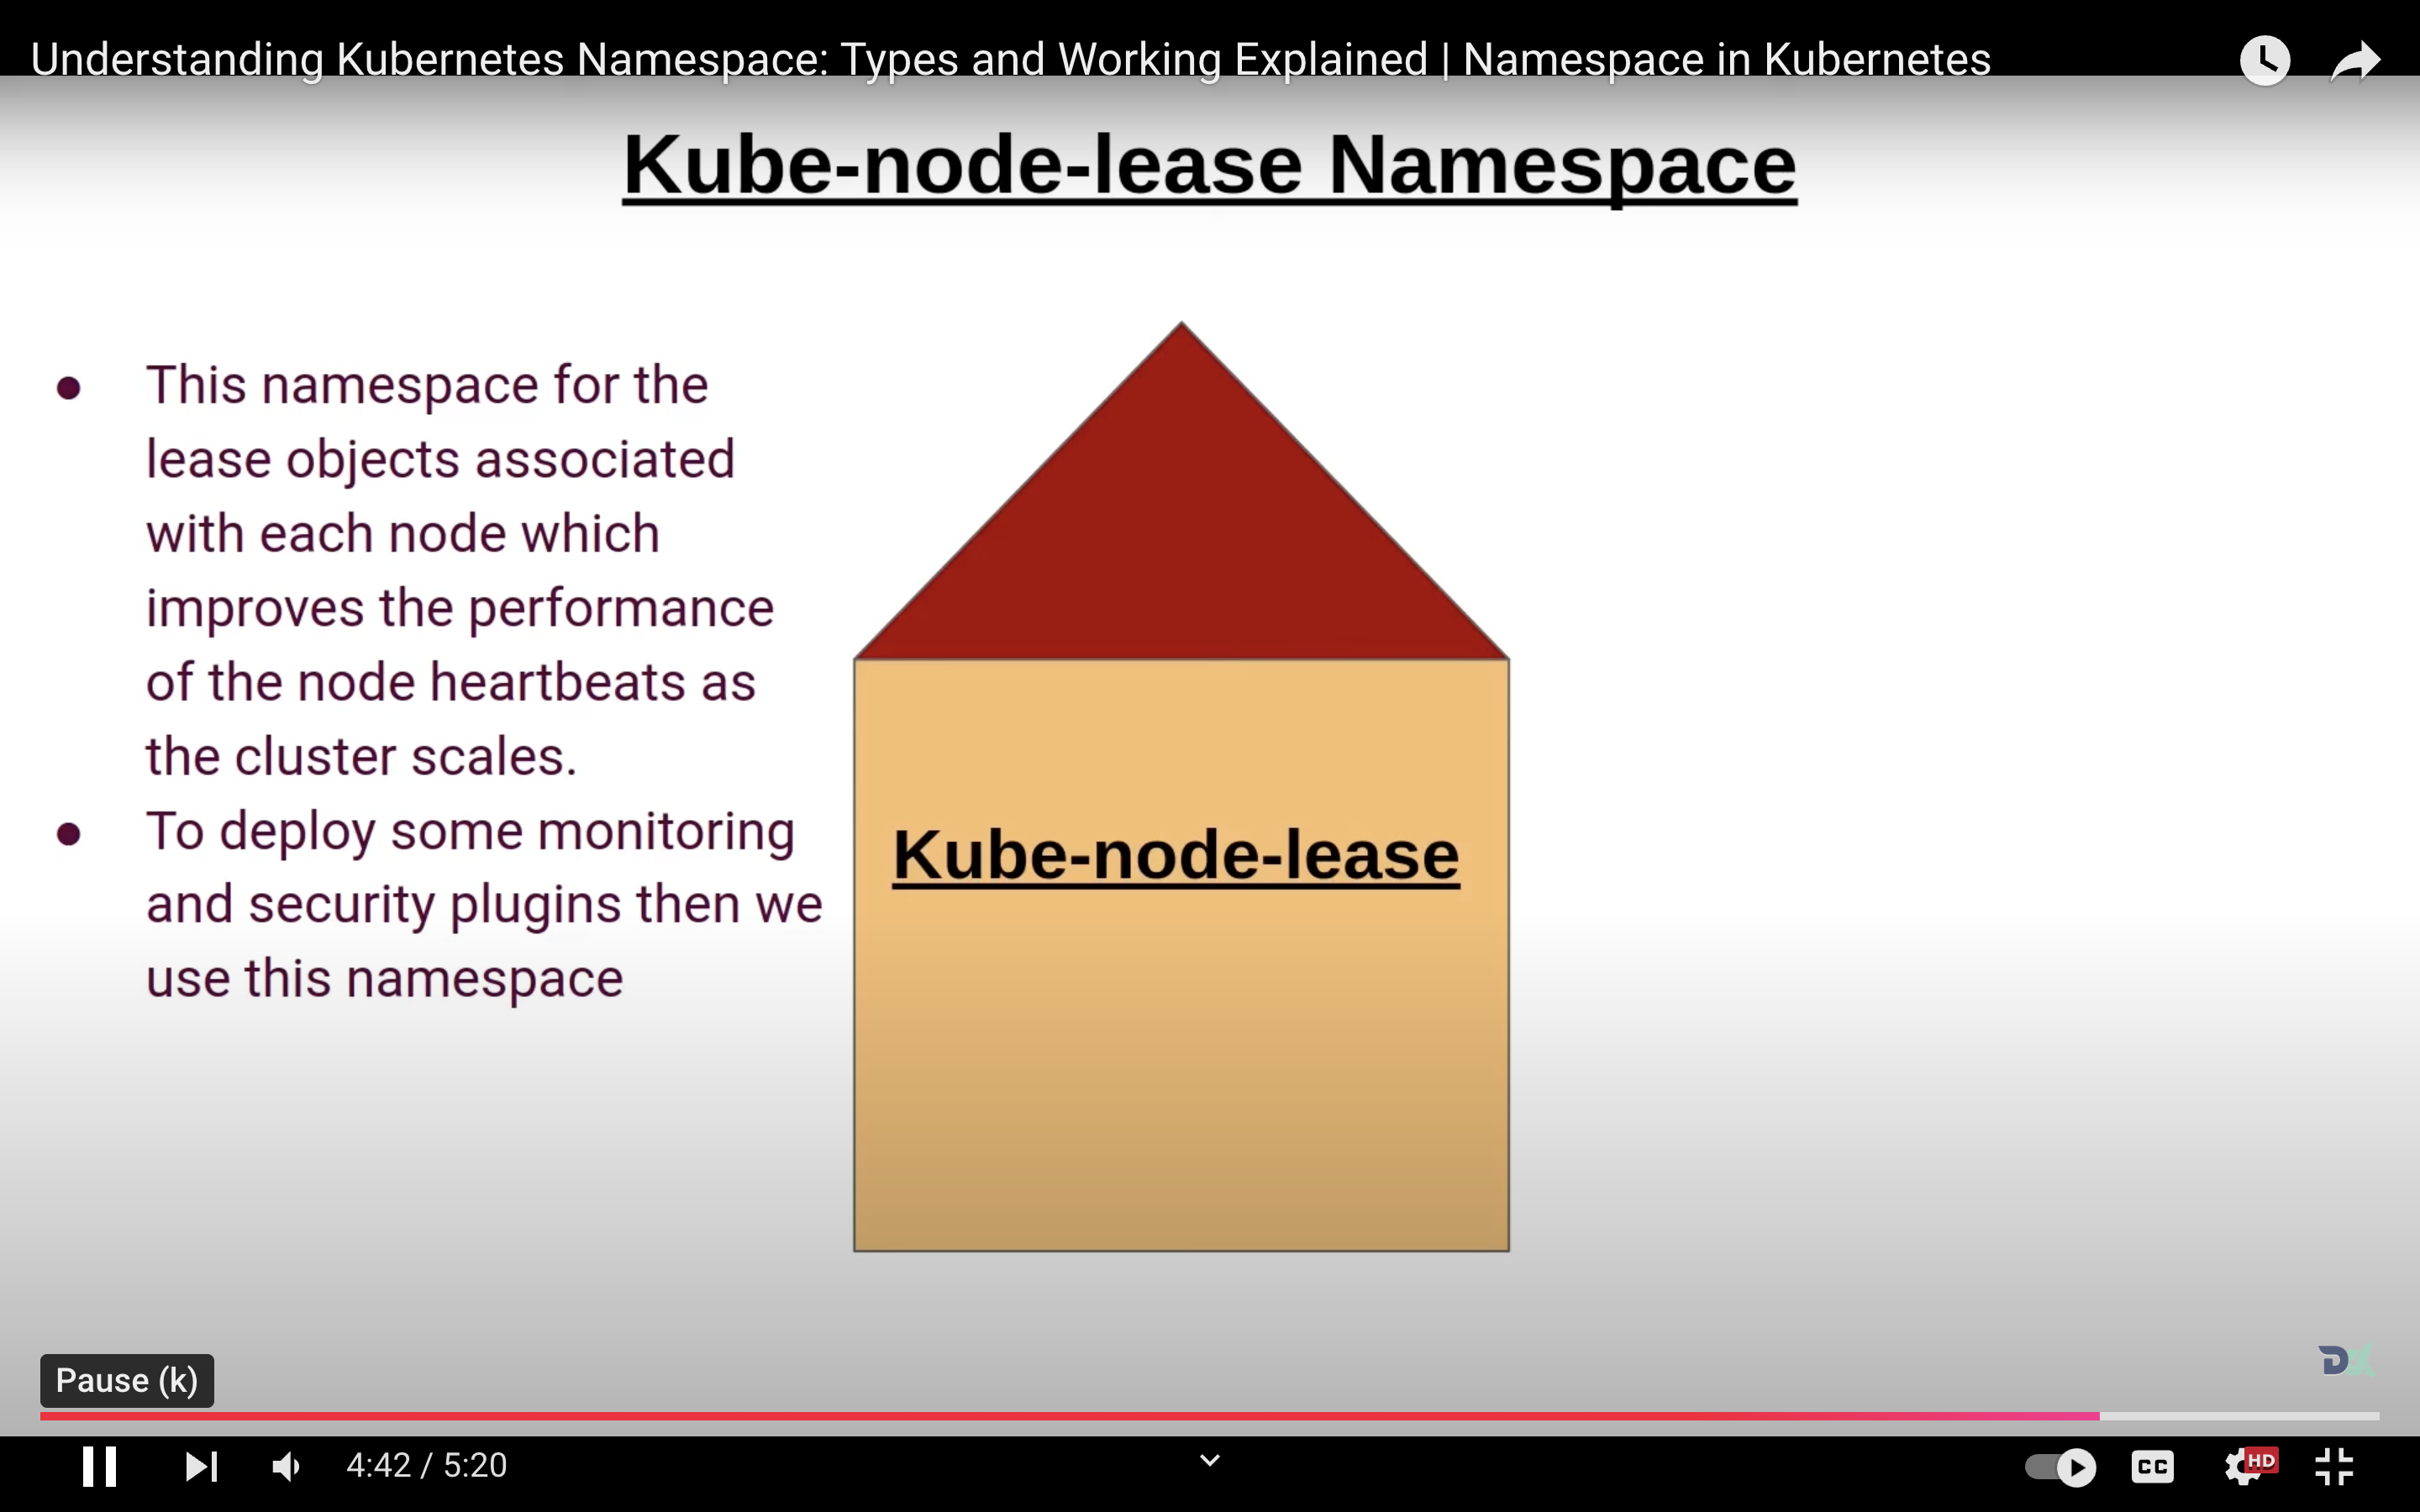 Understanding Kubernetes Namespace: Types and Working Explained | Namespace in Kubernetes
Kube-node-lease Namespace
● This namespace for the
lease objects associated
with each node which
improves the performance
of the node heartbeats as
the cluster scales.
● To deploy some monitoring
and security plugins then we
use this namespace
Kube-node-lease
DX
Pause (k)
4:42 / 5:20
CC
HD